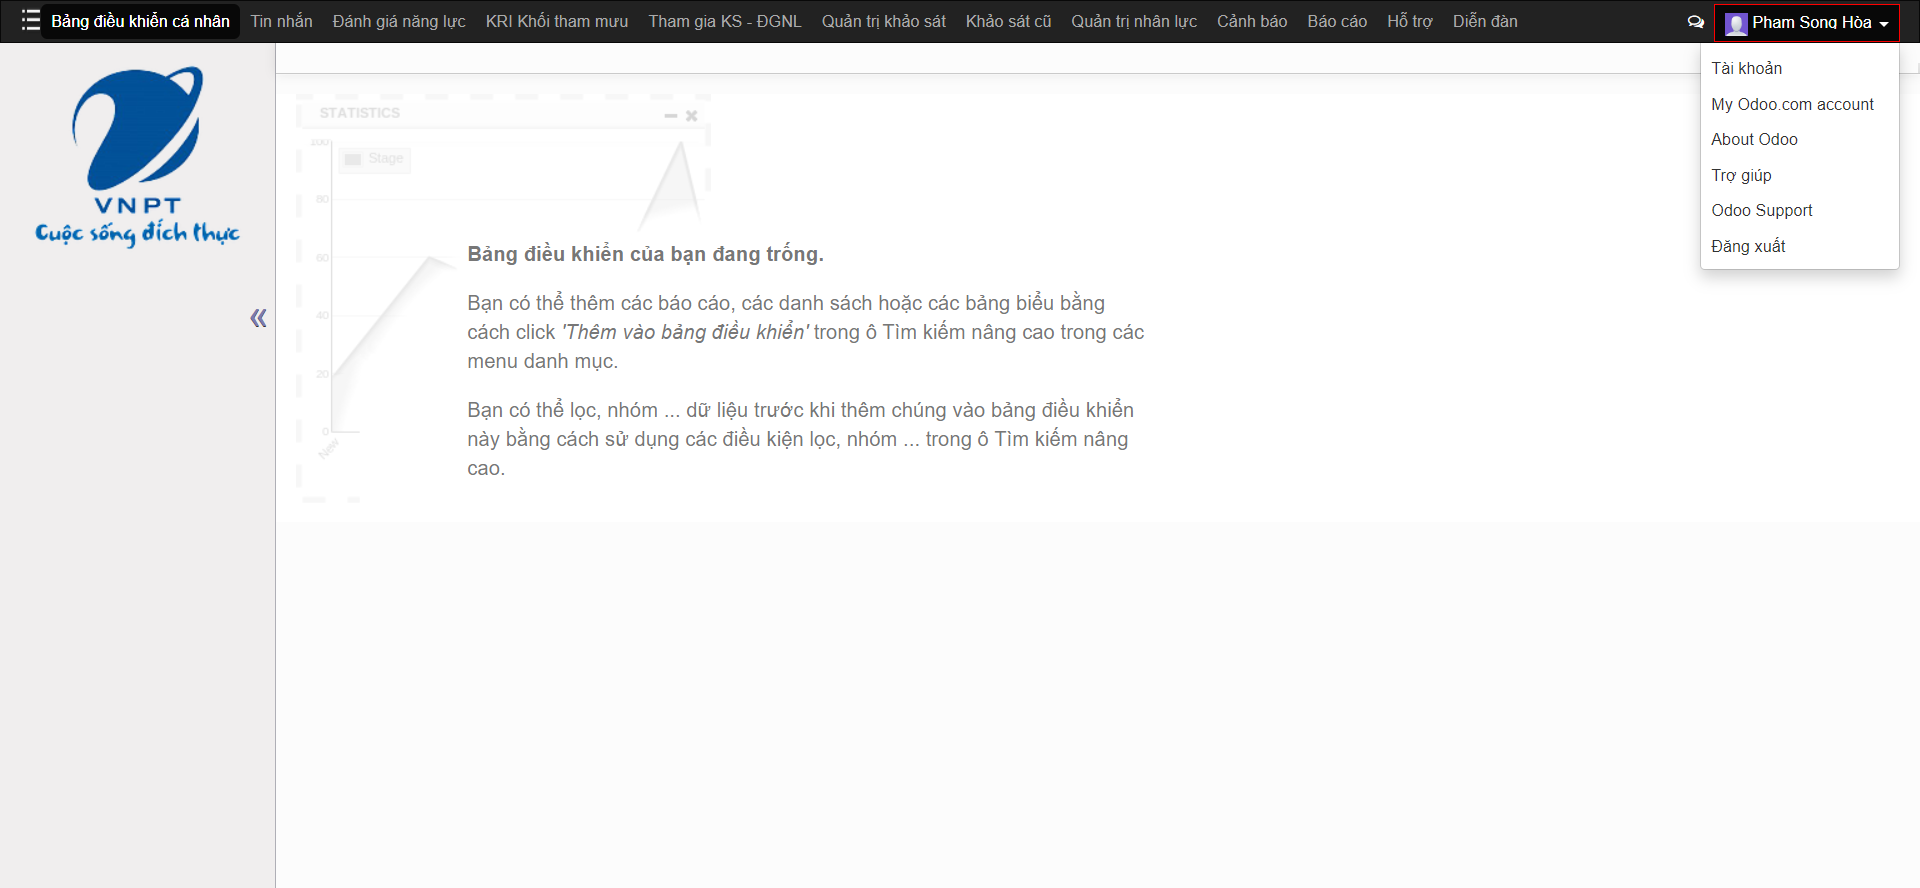 Bảng điều khiển cá nhân Tin nhắn Đánh giá năng lực KRI Khối tham mưu Tham gia KS - ĐGNL Quản trị khảo sát Khảo sát cũ Quản trị nhân lực Cảnh báo Báo cáo Hỗ trợ Diễn đàn Phạm Song Hòa
Tài khoản
My Odoo.com account
About Odoo
Trợ giúp
Odoo Support
Đăng xuất
VNPT
Cuộc sống đích thực
STATISTICS
100
Stage
80
60
40
20
0
New
Bảng điều khiển của bạn đang trống.
Bạn có thể thêm các báo cáo, các danh sách hoặc các bảng biểu bằng
cách click 'Thêm vào bảng điều khiển' trong ô Tìm kiếm nâng cao trong các
menu danh mục.
Bạn có thể lọc, nhóm ... dữ liệu trước khi thêm chúng vào bảng điều khiển
này bằng cách sử dụng các điều kiện lọc, nhóm ... trong ô Tìm kiếm nâng
cao.